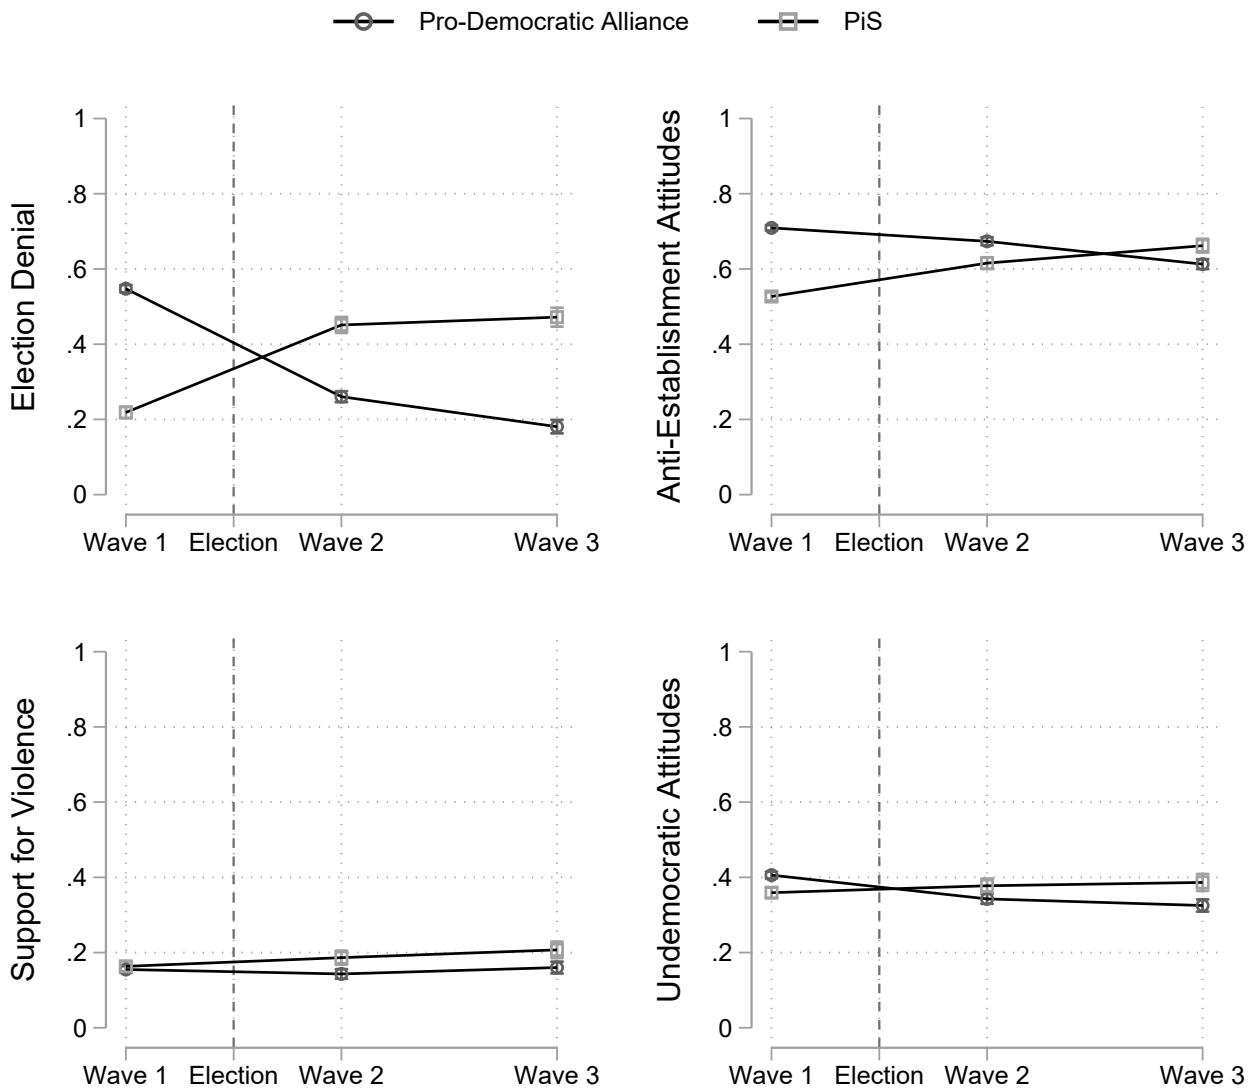 Pro-Democratic Alliance PiS
Election Denial
1
.8
.6
.4
.2
0
Wave 1 Election Wave 2 Wave 3
Anti-Establishment Attitudes
1
.8
.6
.4
.2
0
Wave 1 Election Wave 2 Wave 3
Support for Violence
1
.8
.6
.4
.2
0
Wave 1 Election Wave 2 Wave 3
Undemocratic Attitudes
1
.8
.6
.4
.2
0
Wave 1 Election Wave 2 Wave 3